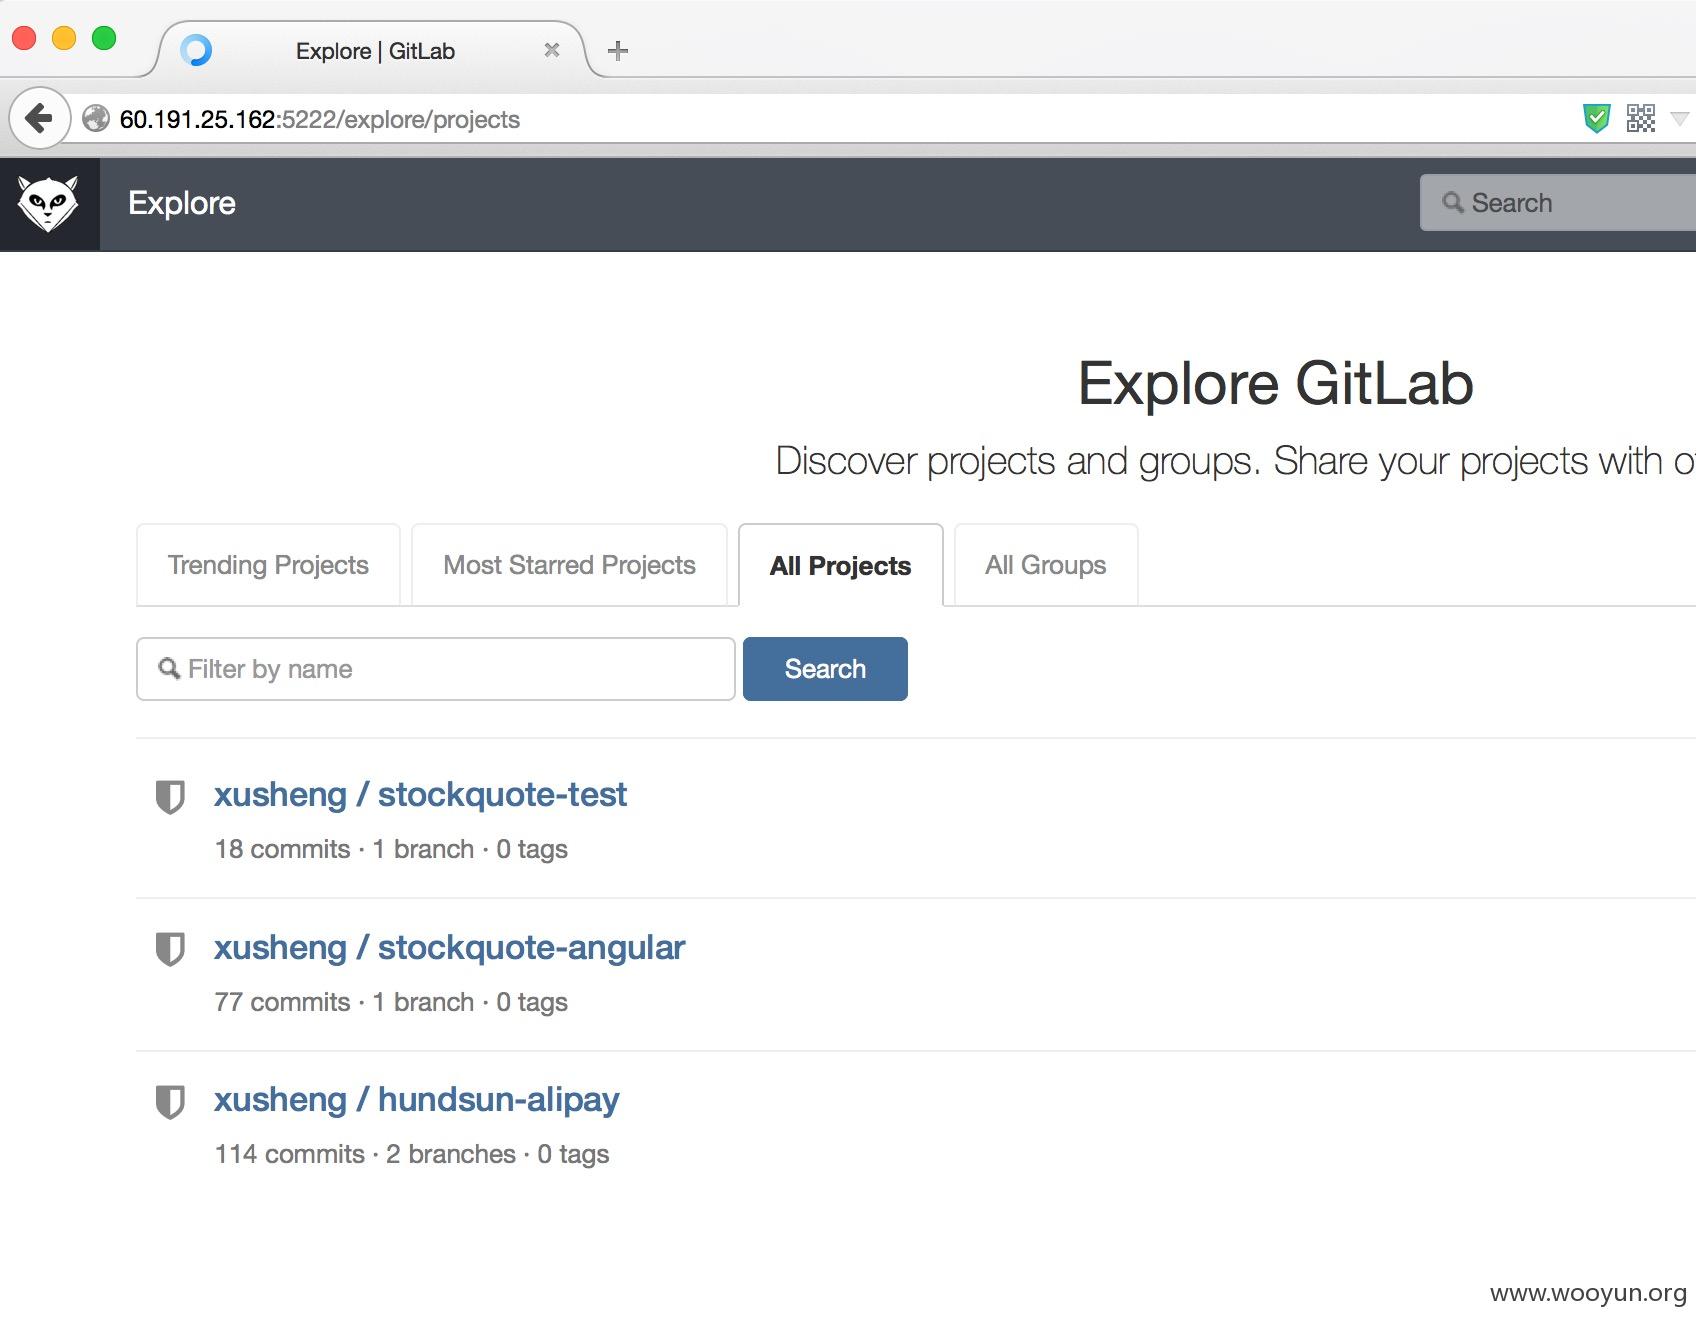 Explore | GitLab
60.191.25.162:5222/explore/projects
Explore
Search
Explore GitLab
Discover projects and groups. Share your projects with o
Trending Projects
Most Starred Projects
All Projects
All Groups
Filter by name
Search
xusheng / stockquote-test
18 commits · 1 branch · 0 tags
xusheng / stockquote-angular
77 commits · 1 branch · 0 tags
xusheng / hundsun-alipay
114 commits · 2 branches · 0 tags
www.wooyun.org